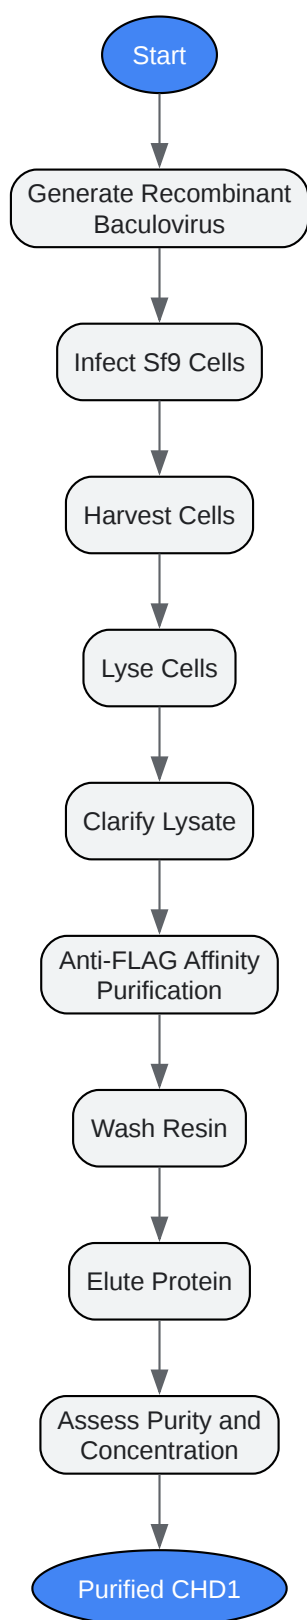 Start
Generate Recombinant
Baculovirus
Infect Sf9 Cells
Harvest Cells
Lyse Cells
Clarify Lysate
Anti-FLAG Affinity
Purification
Wash Resin
Elute Protein
Assess Purity and
Concentration
Purified CHD1